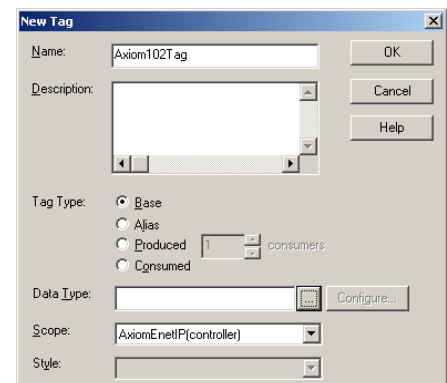 New Tag
Name: Axiom102Tag OK
Description: Cancel
Help
Tag Type: Base
Alias
Produced 1 consumers
Consumed
Data Type: ... Configure...
Scope: AxiomEnetIP(controller)
Style: